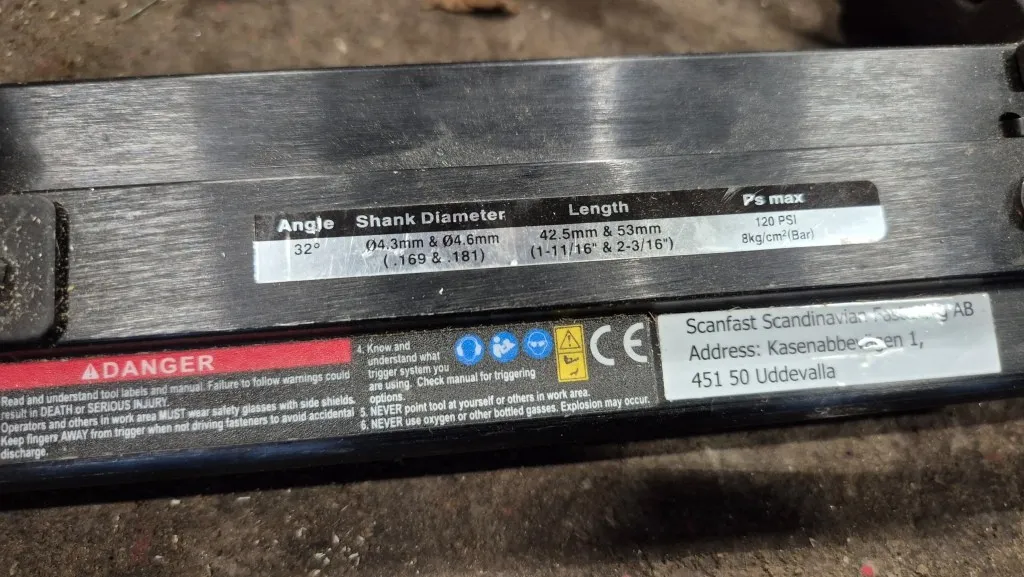 Angle Shank Diameter Length Ps max
32° Ø4.3mm & Ø4.6mm 42.5mm & 53mm 120 PSI
( .169 & .181) (1-11/16" & 2-3/16") 8kg/cm²(Bar)
DANGER
Read and understand tool labels and manual. Failure to follow warnings could
result in DEATH or SERIOUS INJURY.
Operators and others in work area MUST wear safety glasses with side shields.
Keep fingers AWAY from trigger when not driving fasteners to avoid accidental
discharge.
4. Know and
understand what
trigger system you
are using. Check manual for triggering
options.
5. NEVER point tool at yourself or others in work area.
6. NEVER use oxygen or other bottled gasses. Explosion may occur.
CE
Scanfast Scandinavian AB
Address: 1,
451 50 Uddevalla